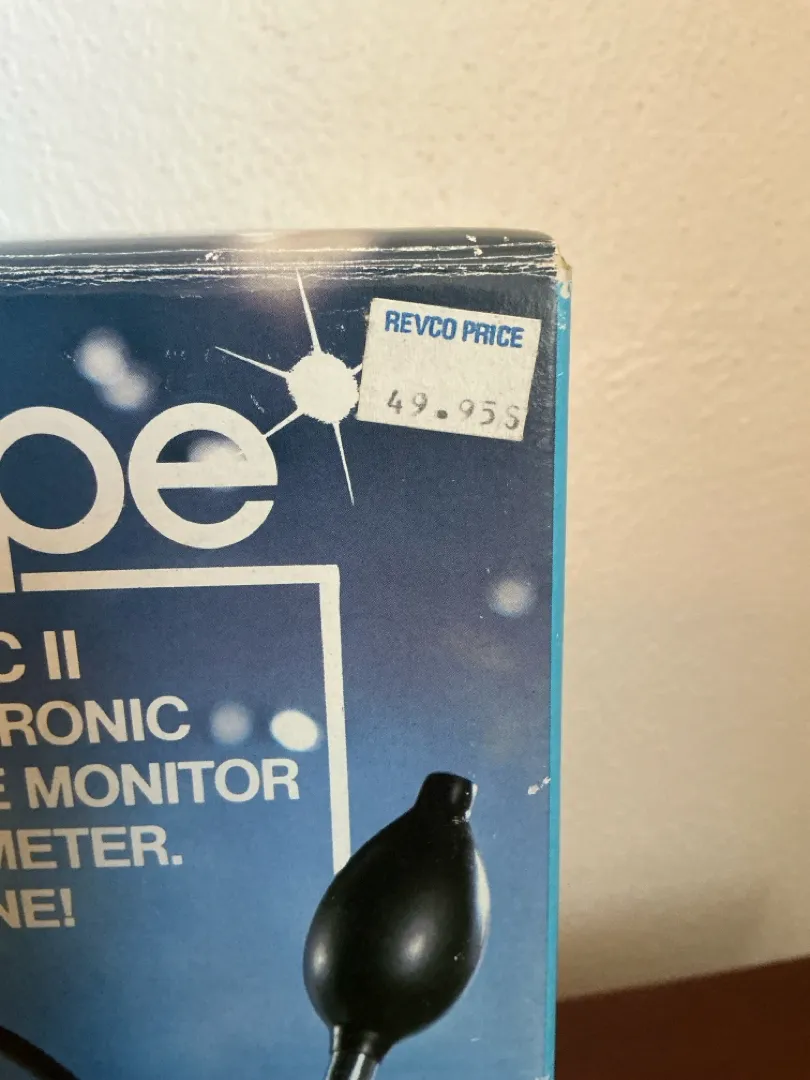 REVCO PRICE
49.95S
pe
C II
RONIC
E MONITOR
METER.
NE!